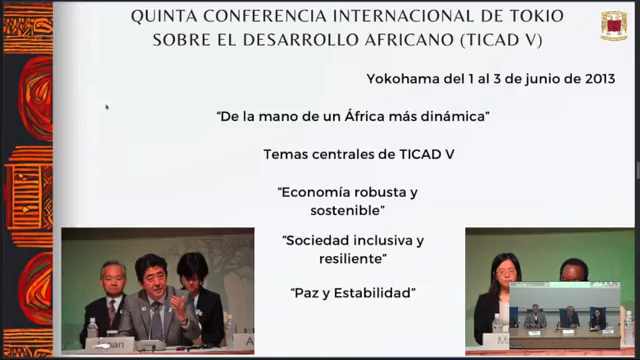 QUINTA CONFERENCIA INTERNACIONAL DE TOKIO
SOBRE EL DESARROLLO AFRICANO (TICAD V)
Yokohama del 1 al 3 de junio de 2013
“De la mano de un África más dinámica”
Temas centrales de TICAD V
“Economía robusta y
sostenible”
“Sociedad inclusiva y
resiliente”
“Paz y Estabilidad”